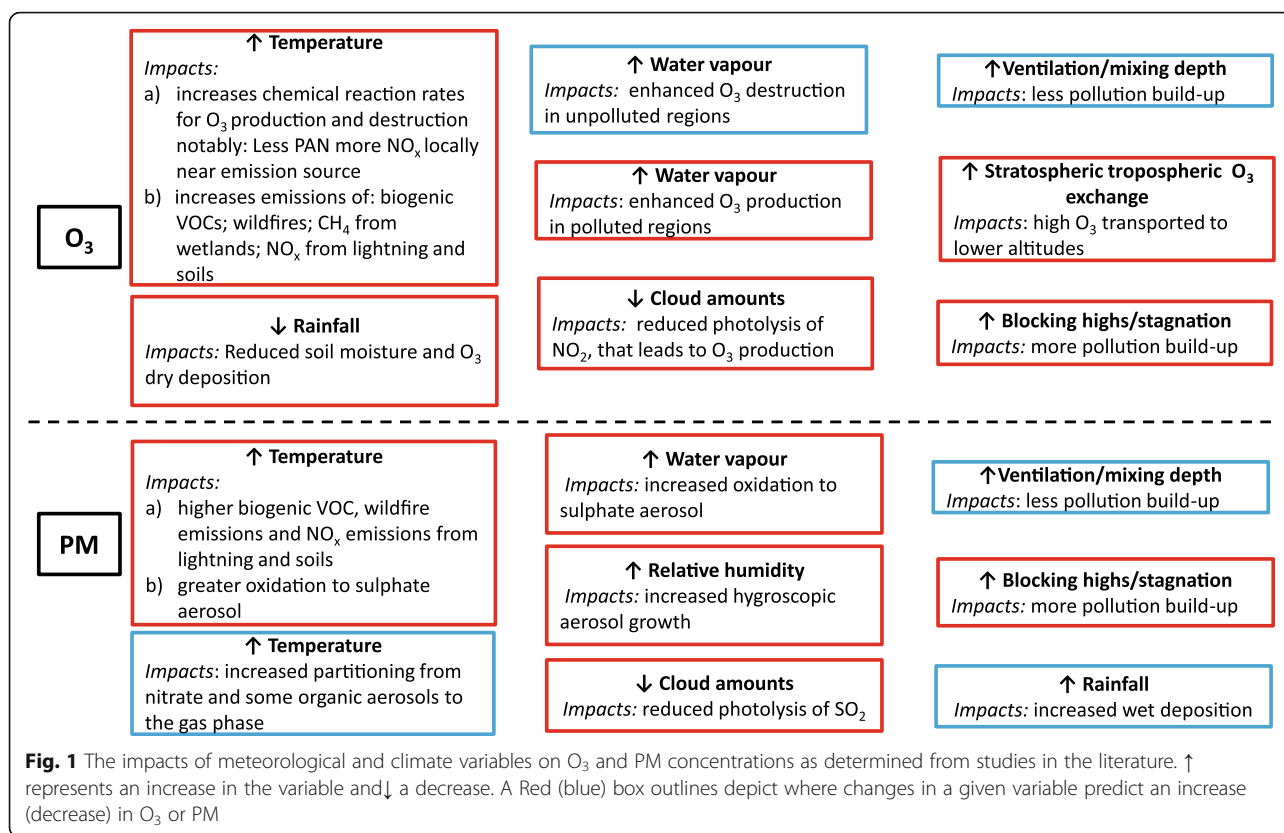 O₃
↑ Temperature
Impacts:
a) increases chemical reaction rates
for O₃ production and destruction
notably: Less PAN more NOₓ locally
near emission source
b) increases emissions of: biogenic
VOCs; wildfires; CH₄ from
wetlands; NOₓ from lightning and
soils
↓ Rainfall
Impacts: Reduced soil moisture and O₃
dry deposition
↑ Water vapour
Impacts: enhanced O₃ destruction
in unpolluted regions
↑ Water vapour
Impacts: enhanced O₃ production
in polluted regions
↓ Cloud amounts
Impacts: reduced photolysis of
NO₂, that leads to O₃ production
↑Ventilation/mixing depth
Impacts: less pollution build-up
↑ Stratospheric tropospheric O₃
exchange
Impacts: high O₃ transported to
lower altitudes
↑ Blocking highs/stagnation
Impacts: more pollution build-up
PM
↑ Temperature
Impacts:
a) higher biogenic VOC, wildfire
emissions and NOₓ emissions from
lightning and soils
b) greater oxidation to sulphate
aerosol
↑ Temperature
Impacts: increased partitioning from
nitrate and some organic aerosols to
the gas phase
↑ Water vapour
Impacts: increased oxidation to
sulphate aerosol
↑ Relative humidity
Impacts: increased hygroscopic
aerosol growth
↓ Cloud amounts
Impacts: reduced photolysis of SO₂
↑Ventilation/mixing depth
Impacts: less pollution build-up
↑ Blocking highs/stagnation
Impacts: more pollution build-up
↑ Rainfall
Impacts: increased wet deposition
Fig. 1 The impacts of meteorological and climate variables on O₃ and PM concentrations as determined from studies in the literature. ↑
represents an increase in the variable and↓ a decrease. A Red (blue) box outlines depict where changes in a given variable predict an increase
(decrease) in O₃ or PM